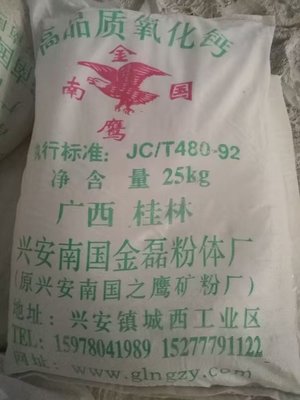 高品质氧化钙
金
南 国
鹰
执行标准: JC/T480-92
净含量 25kg
广西 桂林
兴安南国金磊粉体厂
(原兴安南国之鹰矿粉厂)
地址: 兴安镇城西工业区
TEL: 15978041989 15277791122
网址: www.glngzy.com